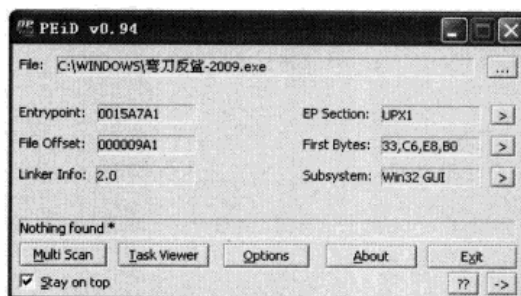 PEiD v0.94
File: C:\WINDOWS\弯刀反鲨-2009.exe ...
Entrypoint: 0015A7A1 EP Section: UPX1 >
File Offset: 000009A1 First Bytes: 33,C6,E8,B0 >
Linker Info: 2.0 Subsystem: Win32 GUI >
Nothing found *
Multi Scan Task Viewer Options About Exit
Stay on top ?? ->